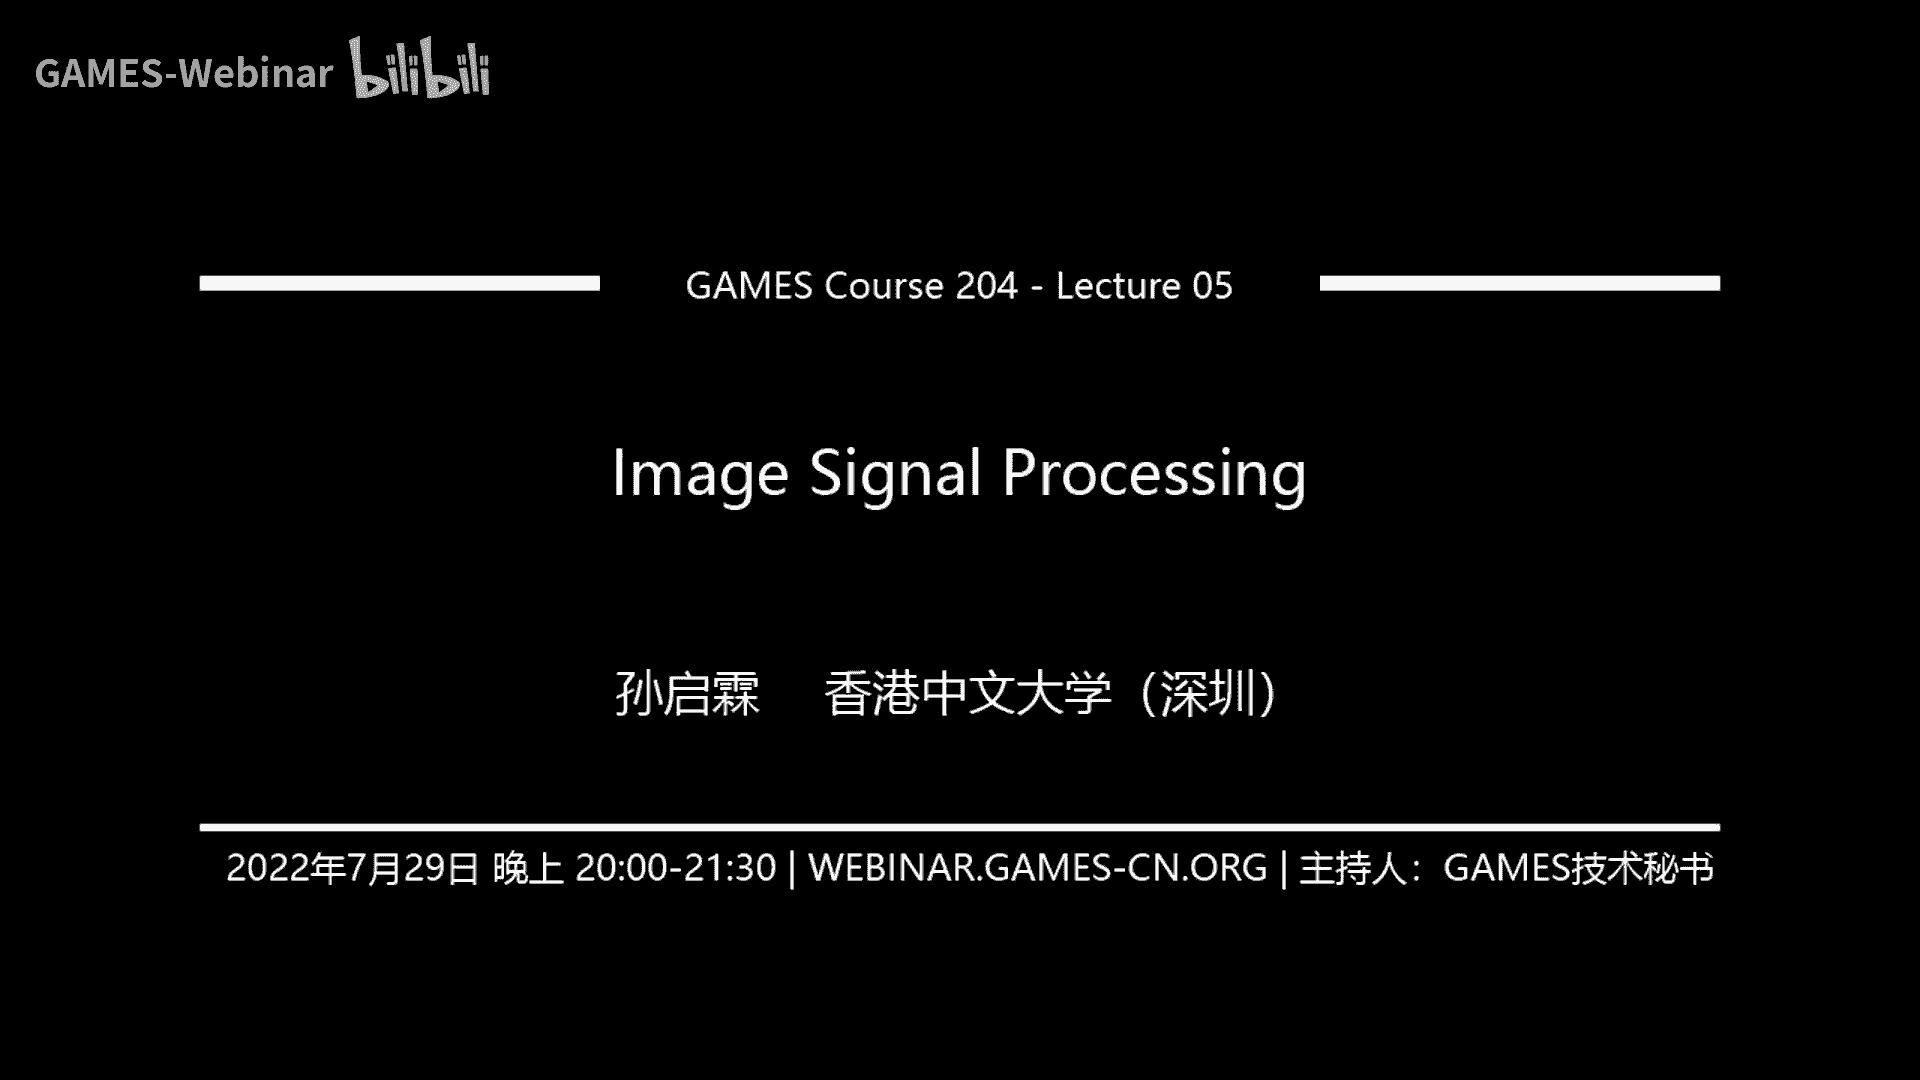 GAMES-Webinar bilibili
GAMES Course 204 - Lecture 05
Image Signal Processing
孙启霖 香港中文大学（深圳）
2022年7月29日 晚上 20:00-21:30 | WEBINAR.GAMES-CN.ORG | 主持人：GAMES技术秘书